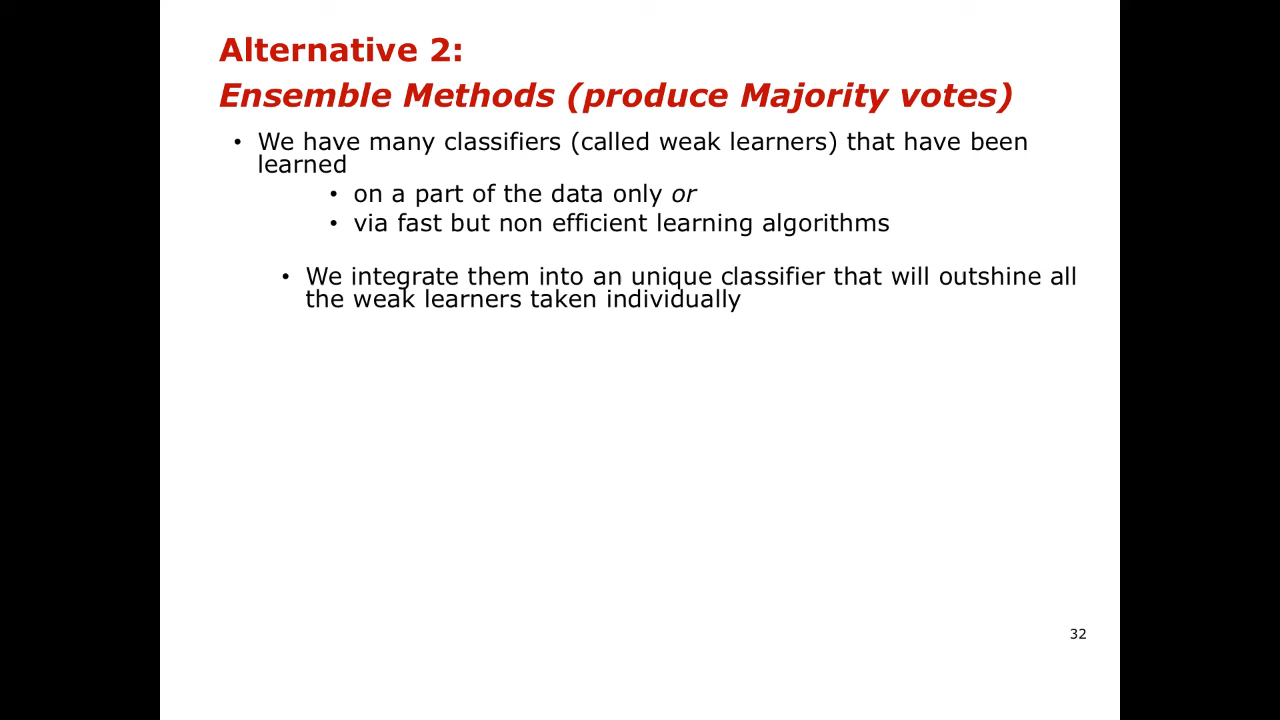 Alternative 2:
Ensemble Methods (produce Majority votes)
• We have many classifiers (called weak learners) that have been
learned
• on a part of the data only or
• via fast but non efficient learning algorithms
• We integrate them into an unique classifier that will outshine all
the weak learners taken individually
32